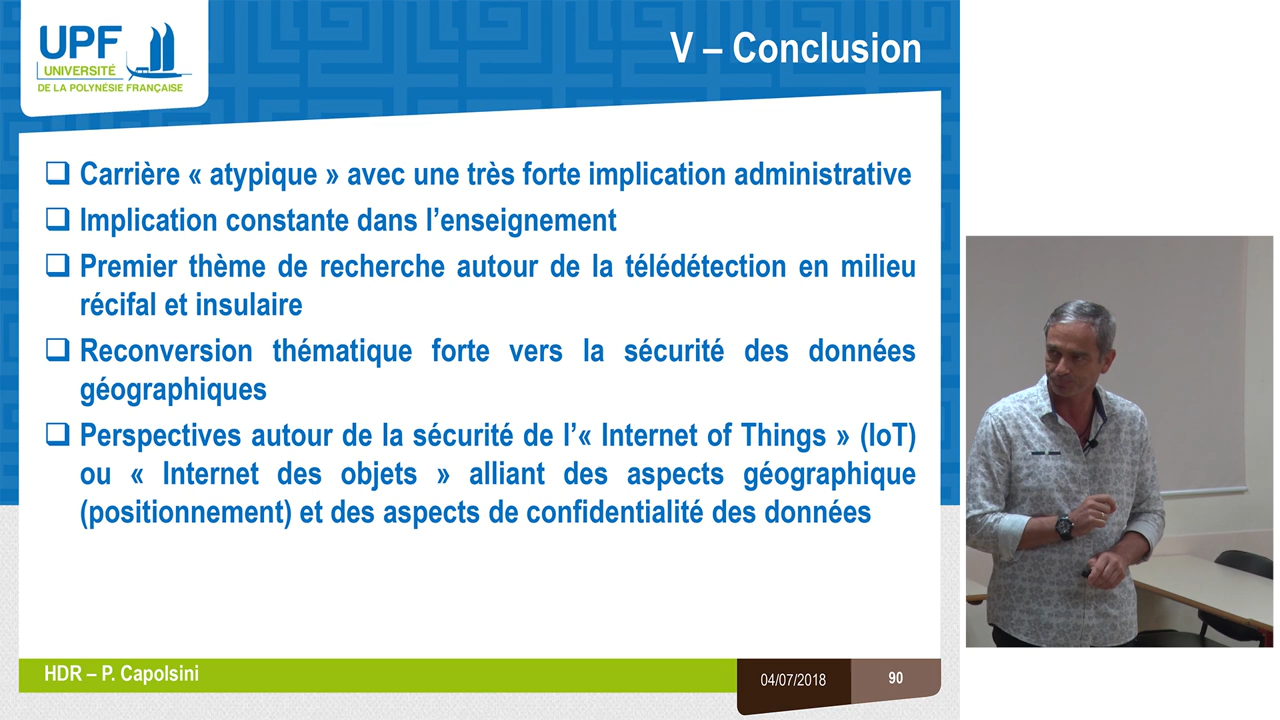 UPF
UNIVERSITÉ
DE LA POLYNÉSIE FRANÇAISE
V – Conclusion
Carrière « atypique » avec une très forte implication administrative
Implication constante dans l’enseignement
Premier thème de recherche autour de la télédétection en milieu
récifal et insulaire
Reconversion thématique forte vers la sécurité des données
géographiques
Perspectives autour de la sécurité de l’« Internet of Things » (IoT)
ou « Internet des objets » alliant des aspects géographique
(positionnement) et des aspects de confidentialité des données
HDR – P. Capolsini
04/07/2018
90